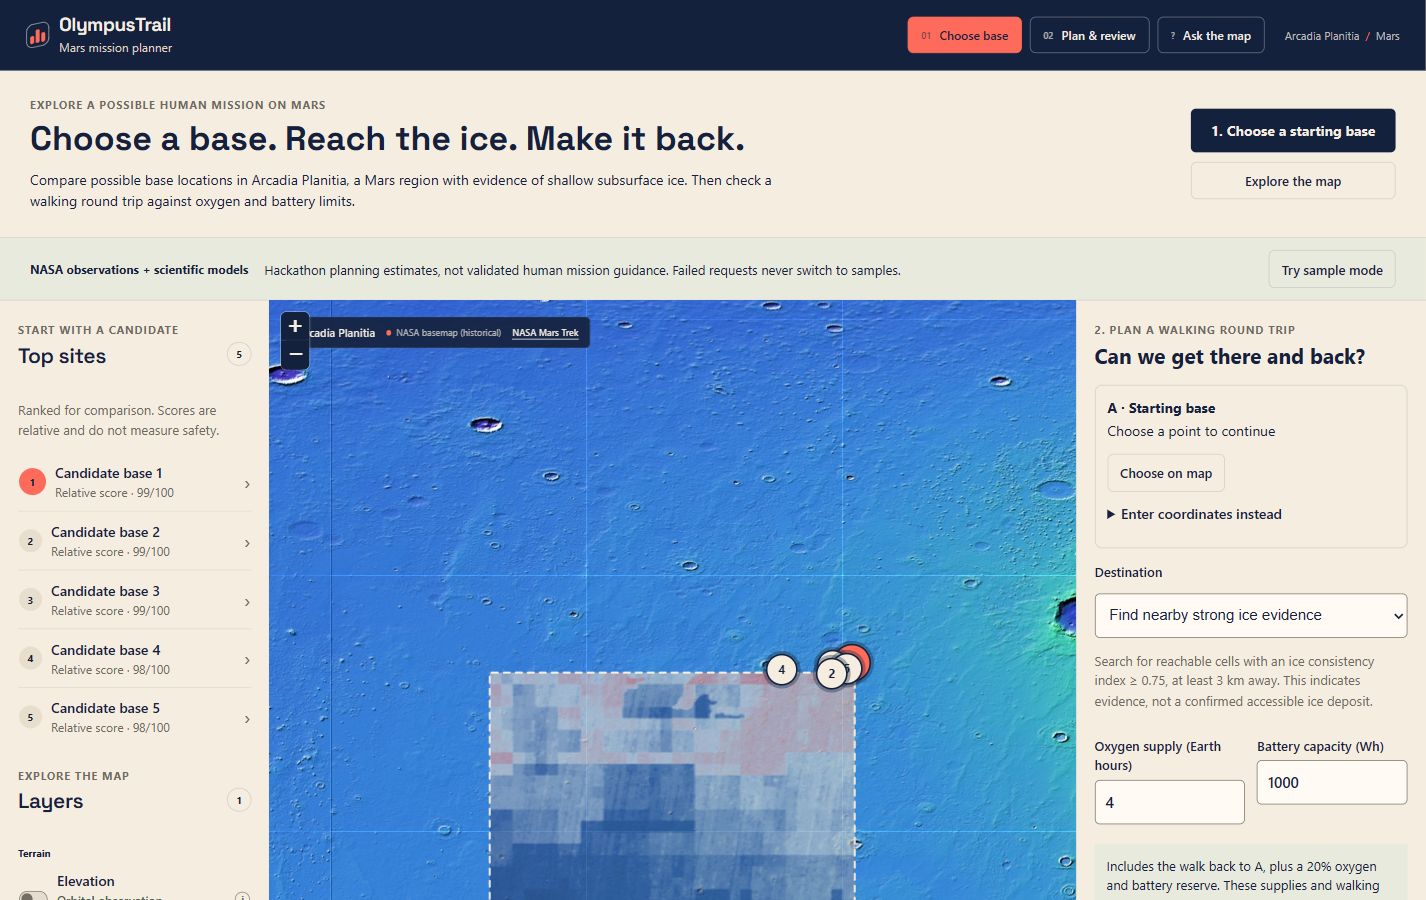 OlympusTrail
Mars mission planner
01 Choose base
02 Plan & review
? Ask the map
Arcadia Planitia / Mars
EXPLORE A POSSIBLE HUMAN MISSION ON MARS
Choose a base. Reach the ice. Make it back.
Compare possible base locations in Arcadia Planitia, a Mars region with evidence of shallow subsurface ice. Then check a
walking round trip against oxygen and battery limits.
1. Choose a starting base
Explore the map
NASA observations + scientific models
Hackathon planning estimates, not validated human mission guidance. Failed requests never switch to samples.
Try sample mode
START WITH A CANDIDATE
Top sites
5
Ranked for comparison. Scores are
relative and do not measure safety.
1
Candidate base 1
Relative score · 99/100
›
2
Candidate base 2
Relative score · 99/100
›
3
Candidate base 3
Relative score · 99/100
›
4
Candidate base 4
Relative score · 98/100
›
5
Candidate base 5
Relative score · 98/100
›
EXPLORE THE MAP
Layers
1
Terrain
Elevation
+
−
cadia Planitia
NASA basemap (historical)
NASA Mars Trek
4
2
2. PLAN A WALKING ROUND TRIP
Can we get there and back?
A · Starting base
Choose a point to continue
Choose on map
Enter coordinates instead
Destination
Find nearby strong ice evidence
Search for reachable cells with an ice consistency
index ≥ 0.75, at least 3 km away. This indicates
evidence, not a confirmed accessible ice deposit.
Oxygen supply (Earth
hours)
4
Battery capacity (Wh)
1000
Includes the walk back to A, plus a 20% oxygen
and battery reserve. These supplies and walking